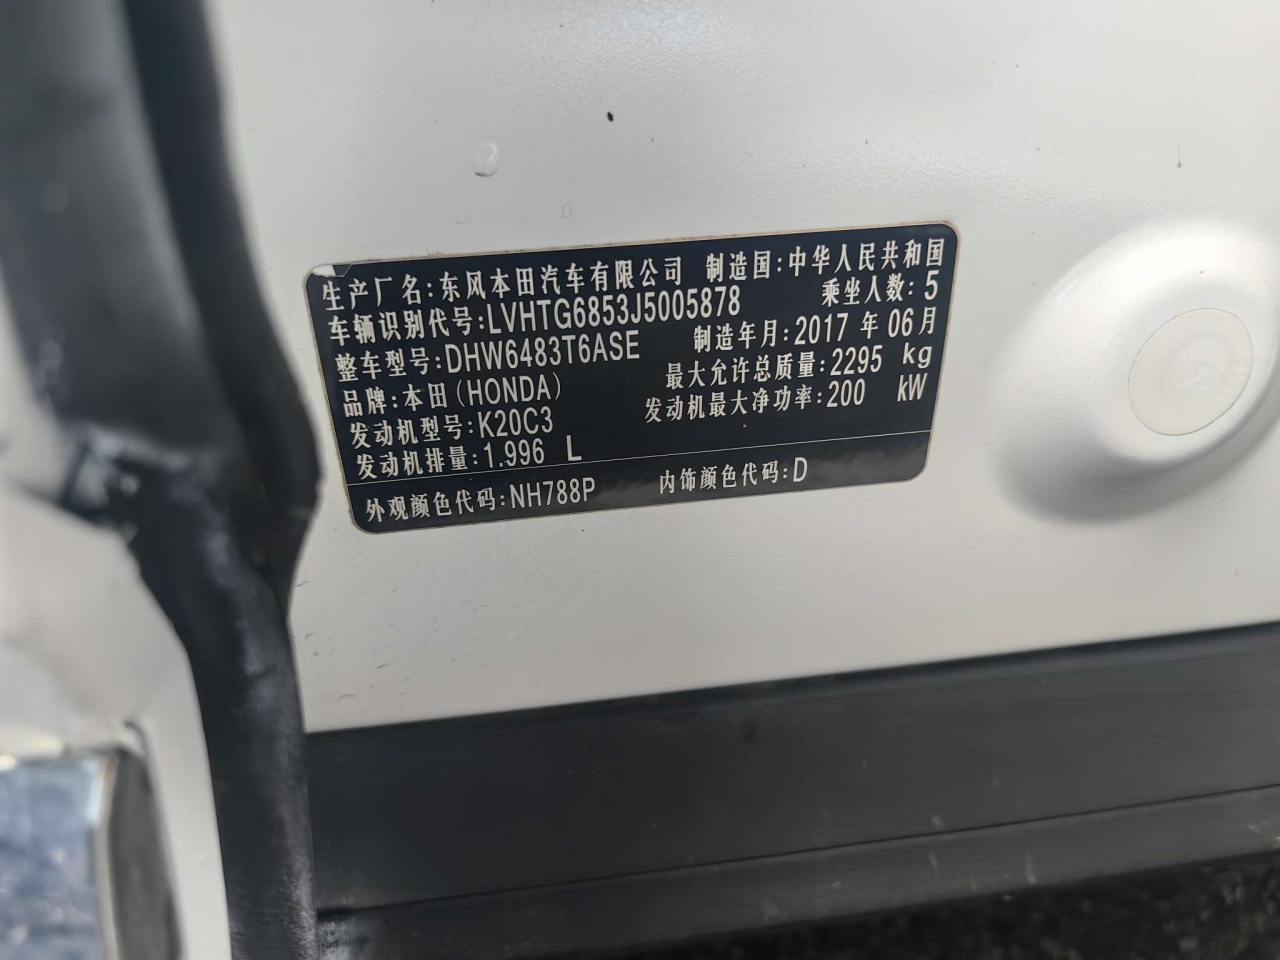 生产厂名:东风本田汽车有限公司 制造国:中华人民共和国
车辆识别代号:LVHTG6853J5005878 乘坐人数:5
整车型号:DHW6483T6ASE 制造年月:2017 年 06 月
品牌:本田(HONDA) 最大允许总质量:2295 kg
发动机型号:K20C3 发动机最大净功率:200 kW
发动机排量:1.996 L
外观颜色代码:NH788P 内饰颜色代码:D